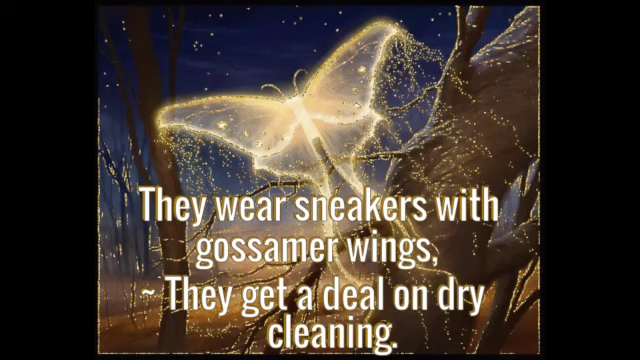 They wear sneakers with
gossamer wings,
~ They get a deal on dry
cleaning.